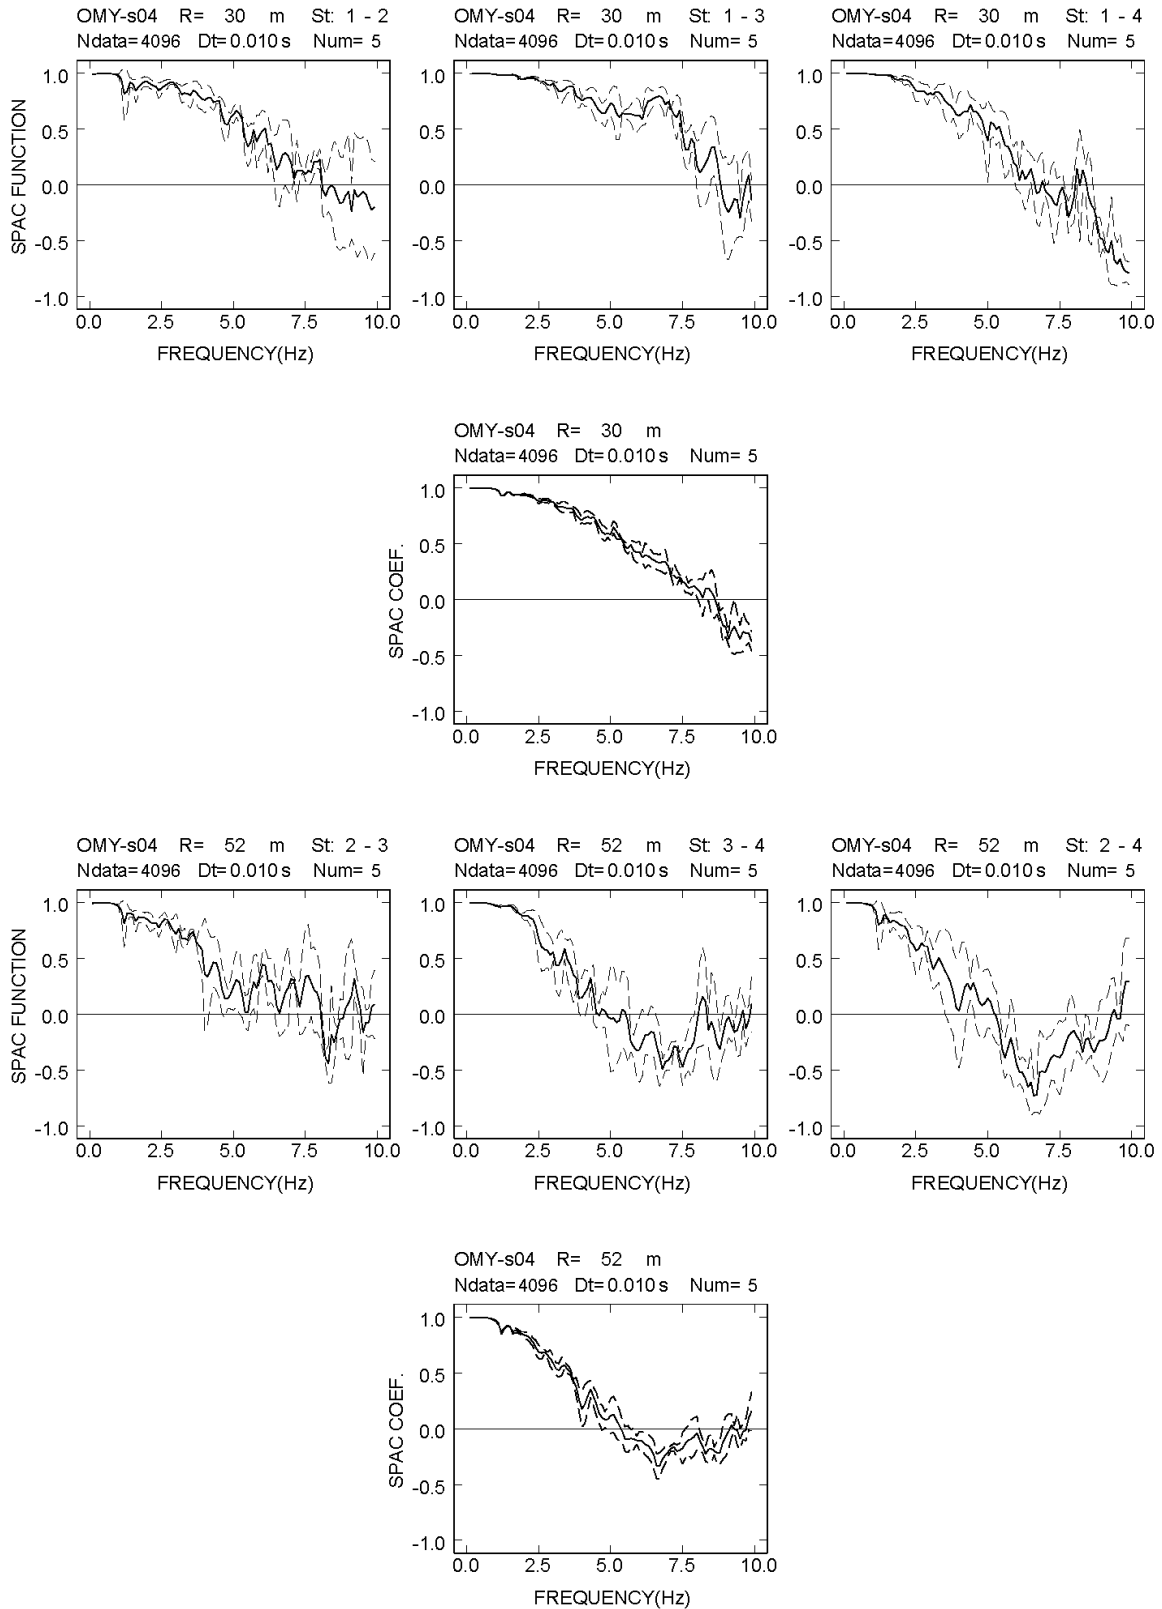 OMY-s04 R= 30 m St: 1 - 2
Ndata=4096 Dt=0.010 s Num= 5
1.0
0.5
0.0
-0.5
-1.0
SPAC FUNCTION
0.0 2.5 5.0 7.5 10.0
FREQUENCY(Hz)
OMY-s04 R= 30 m St: 1 - 3
Ndata=4096 Dt=0.010 s Num= 5
1.0
0.5
0.0
-0.5
-1.0
0.0 2.5 5.0 7.5 10.0
FREQUENCY(Hz)
OMY-s04 R= 30 m St: 1 - 4
Ndata=4096 Dt=0.010 s Num= 5
1.0
0.5
0.0
-0.5
-1.0
0.0 2.5 5.0 7.5 10.0
FREQUENCY(Hz)
OMY-s04 R= 30 m
Ndata=4096 Dt=0.010 s Num= 5
1.0
0.5
0.0
-0.5
-1.0
SPAC COEF.
0.0 2.5 5.0 7.5 10.0
FREQUENCY(Hz)
OMY-s04 R= 52 m St: 2 - 3
Ndata=4096 Dt=0.010 s Num= 5
1.0
0.5
0.0
-0.5
-1.0
SPAC FUNCTION
0.0 2.5 5.0 7.5 10.0
FREQUENCY(Hz)
OMY-s04 R= 52 m St: 3 - 4
Ndata=4096 Dt=0.010 s Num= 5
1.0
0.5
0.0
-0.5
-1.0
0.0 2.5 5.0 7.5 10.0
FREQUENCY(Hz)
OMY-s04 R= 52 m St: 2 - 4
Ndata=4096 Dt=0.010 s Num= 5
1.0
0.5
0.0
-0.5
-1.0
0.0 2.5 5.0 7.5 10.0
FREQUENCY(Hz)
OMY-s04 R= 52 m
Ndata=4096 Dt=0.010 s Num= 5
1.0
0.5
0.0
-0.5
-1.0
SPAC COEF.
0.0 2.5 5.0 7.5 10.0
FREQUENCY(Hz)